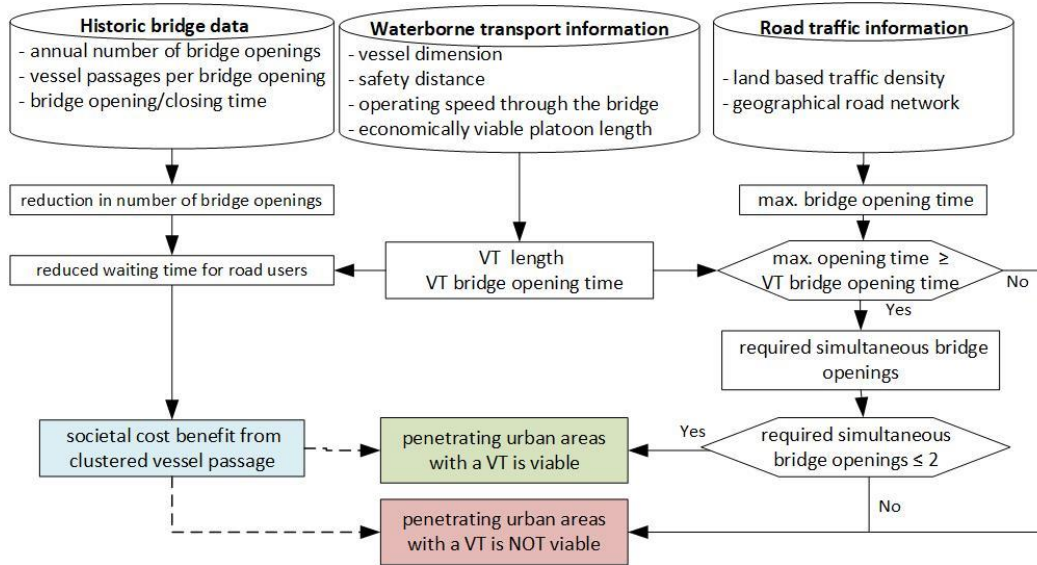 Historic bridge data
- annual number of bridge openings
- vessel passages per bridge opening
- bridge opening/closing time
Waterborne transport information
- vessel dimension
- safety distance
- operating speed through the bridge
- economically viable platoon length
Road traffic information
- land based traffic density
- geographical road network
reduction in number of bridge openings
max. bridge opening time
reduced waiting time for road users
VT length
VT bridge opening time
max. opening time ≥
VT bridge opening time
No
Yes
required simultaneous bridge
openings
societal cost benefit from
clustered vessel passage
penetrating urban areas
with a VT is viable
Yes
required simultaneous
bridge openings ≤ 2
No
penetrating urban areas
with a VT is NOT viable